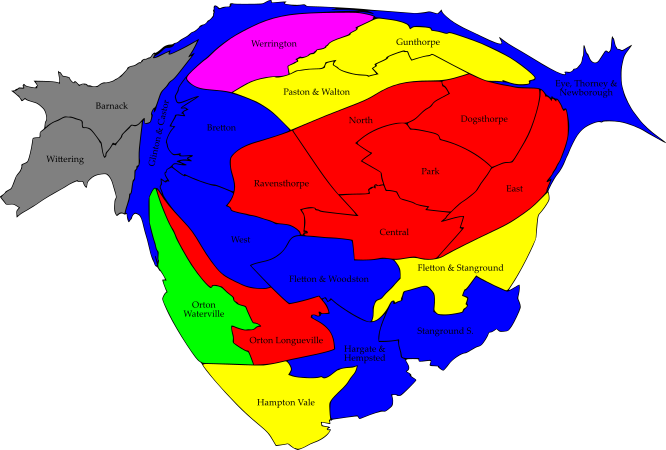 Werrington
Gunthorpe
Eye, Thorney &
Newborough
Barnack
Paston & Walton
Glinton & Castor
Bretton
North
Dogsthorpe
Wittering
Ravensthorpe
Park
East
West
Central
Fletton & Woodston
Fletton & Stanground
Orton
Waterville
Orton Longueville
Stanground S.
Hargate &
Hempsted
Hampton Vale